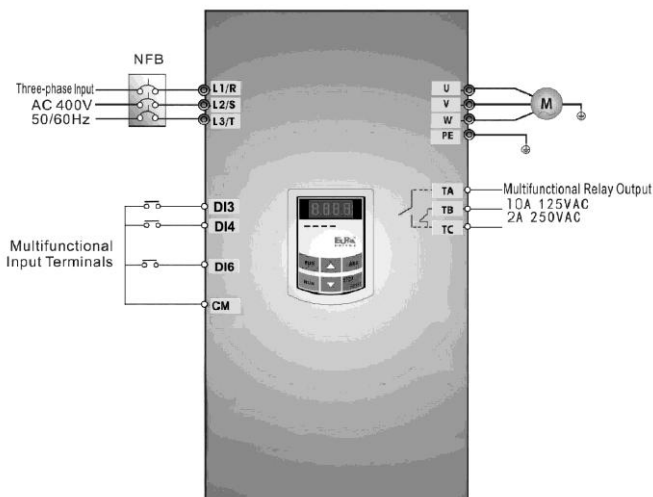 NFB
Three-phase Input
AC 400V
50/60Hz
L1/R
L2/S
L3/T
U
V
W
PE
M
TA
TB
TC
Multifunctional Relay Output
10A 125VAC
2A 250VAC
DI3
DI4
DI6
CM
Multifunctional
Input Terminals
8.8.8.8